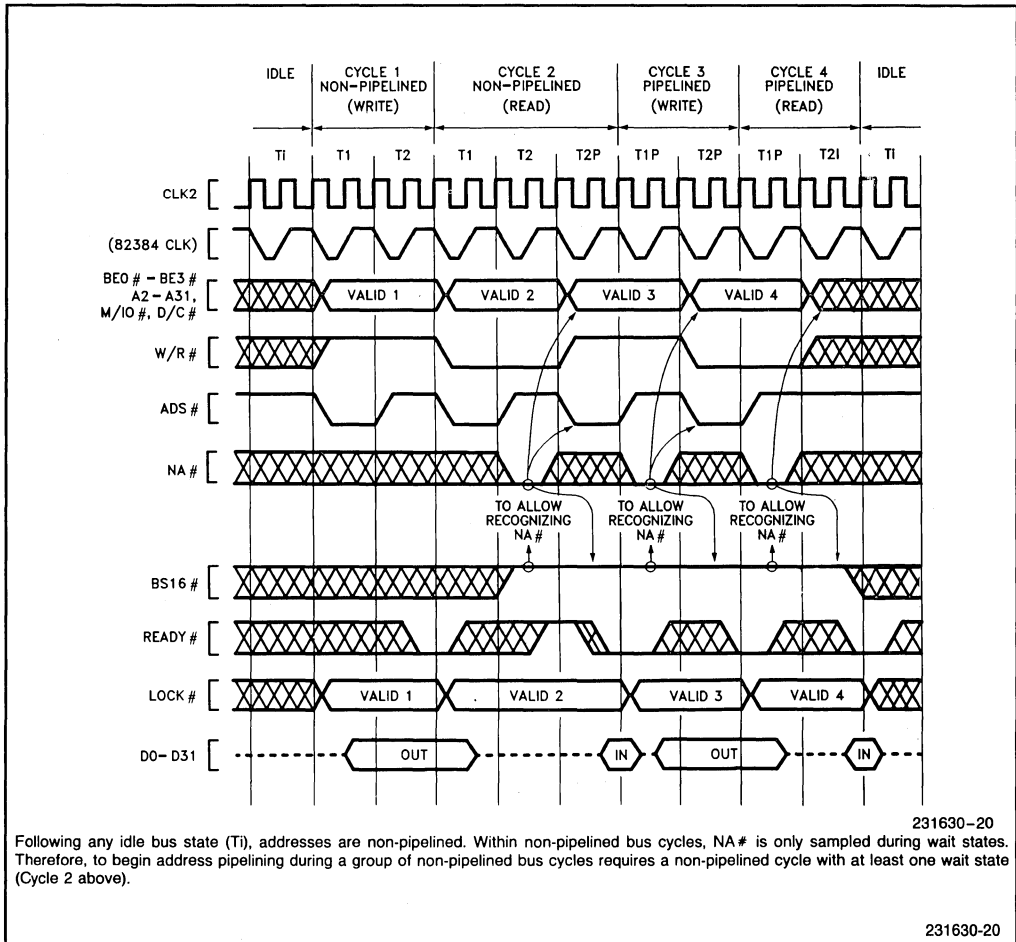 IDLE CYCLE 1 CYCLE 2 CYCLE 3 CYCLE 4 IDLE
NON-PIPELINED NON-PIPELINED PIPELINED PIPELINED
(WRITE) (READ) (WRITE) (READ)
Ti T1 T2 T1 T2 T2P T1P T2P T1P T2I Ti
CLK2
(82384 CLK)
BE0 # - BE3 #
A2 - A31,
M/IO #, D/C #
VALID 1 VALID 2 VALID 3 VALID 4
W/R #
ADS #
NA #
TO ALLOW TO ALLOW TO ALLOW
RECOGNIZING RECOGNIZING RECOGNIZING
NA # NA # NA #
BS16 #
READY #
LOCK # VALID 1 VALID 2 VALID 3 VALID 4
D0 - D31 OUT IN OUT IN
231630-20
Following any idle bus state (Ti), addresses are non-pipelined. Within non-pipelined bus cycles, NA# is only sampled during wait states.
Therefore, to begin address pipelining during a group of non-pipelined bus cycles requires a non-pipelined cycle with at least one wait state
(Cycle 2 above).
231630-20